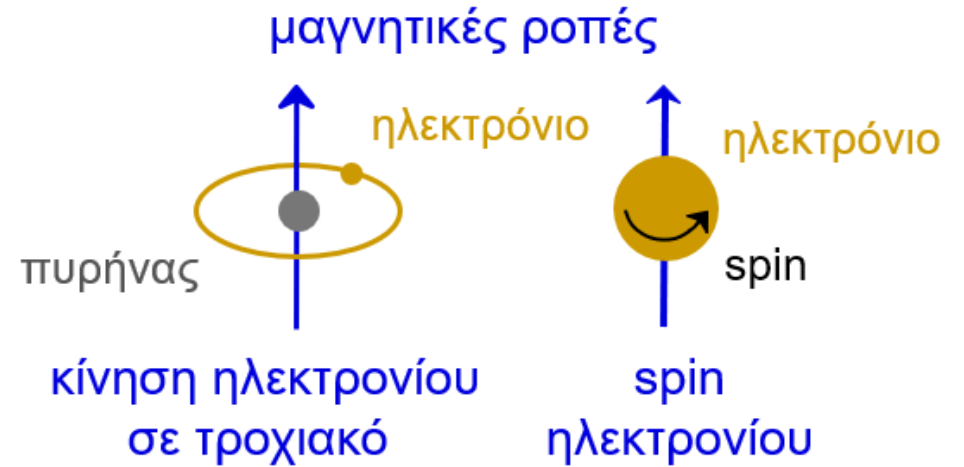 μαγνητικές ροπές
ηλεκτρόνιο
ηλεκτρόνιο
πυρήνας
spin
κίνηση ηλεκτρονίου
σε τροχιακό
spin
ηλεκτρονίου